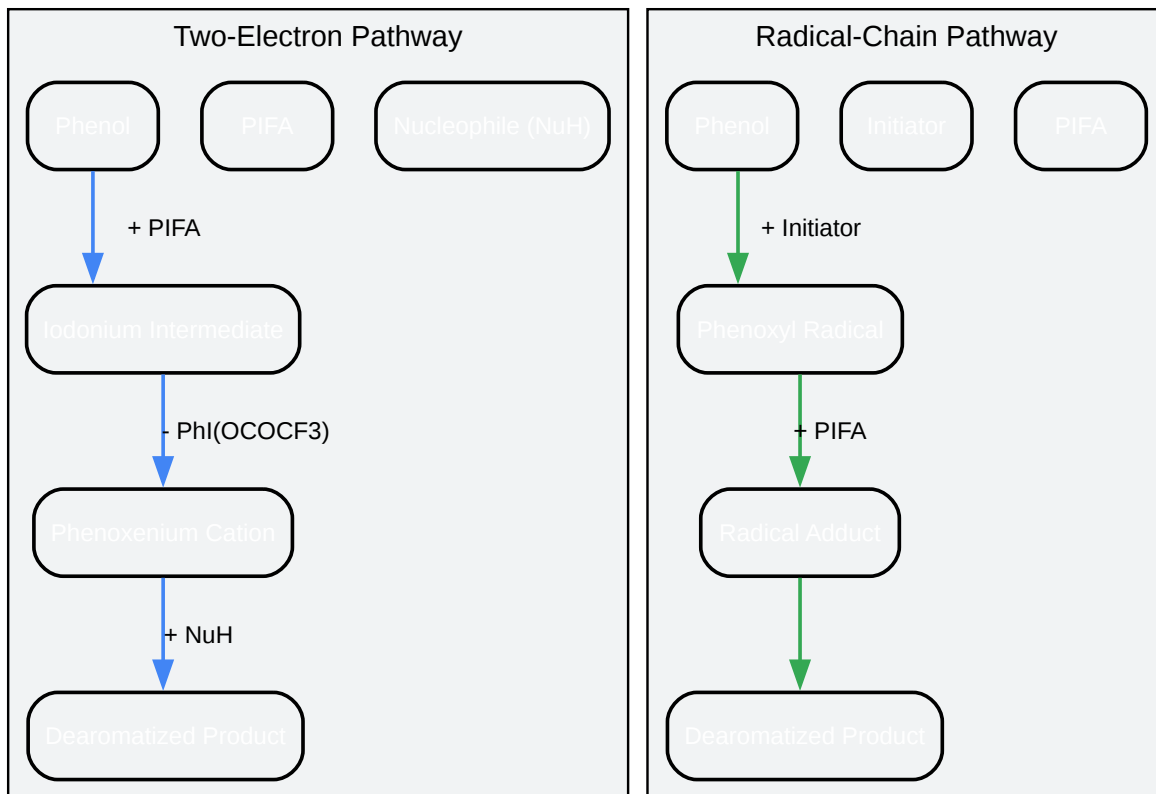 Two-Electron Pathway
Phenol
PIFA
Nucleophile (NuH)
+ PIFA
Iodonium Intermediate
- PhI(OCOCF3)
Phenoxenium Cation
+ NuH
Dearomatized Product
Radical-Chain Pathway
Phenol
Initiator
PIFA
+ Initiator
Phenoxyl Radical
+ PIFA
Radical Adduct
Dearomatized Product